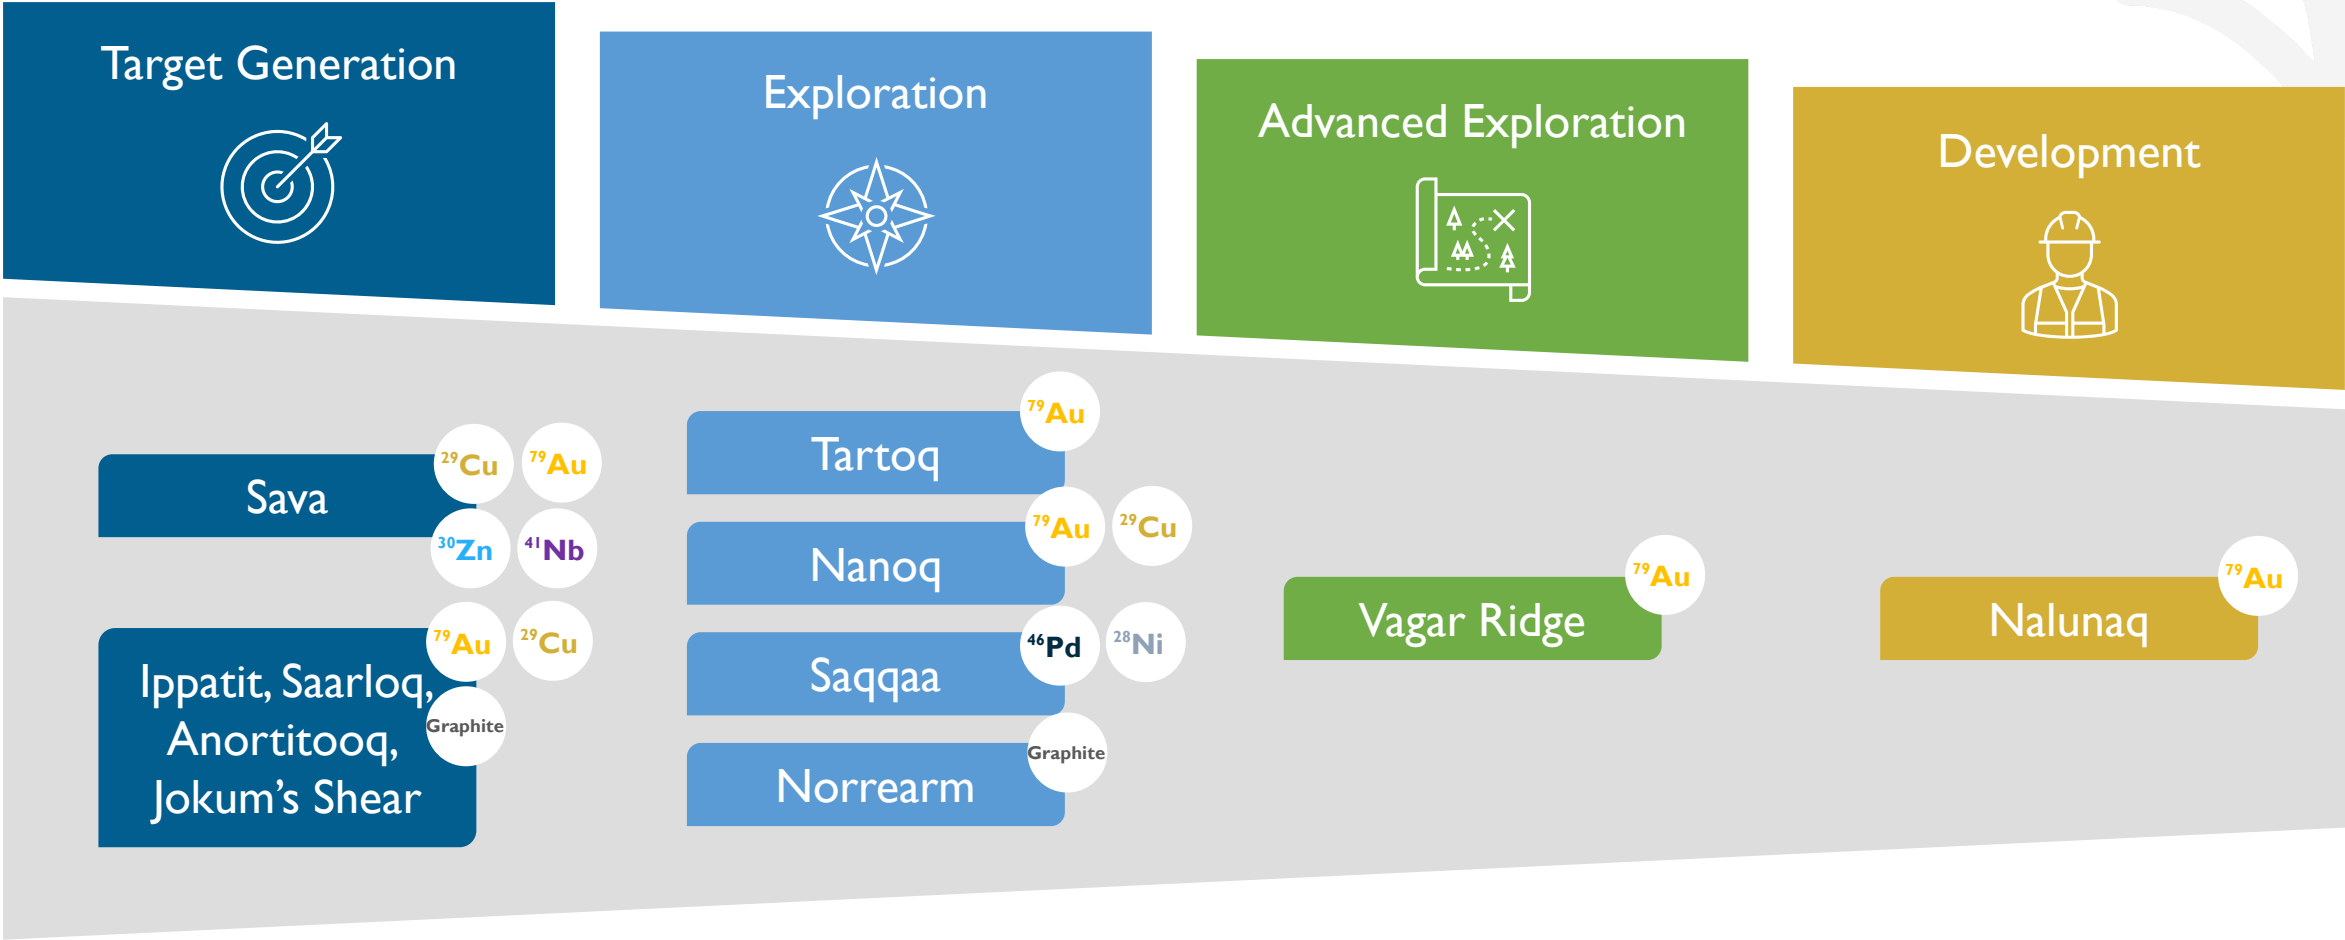 Target Generation
Exploration
Advanced Exploration
Development
Sava
29Cu
79Au
30Zn
41Nb
Ippatit, Saarloq,
Anortitooq,
Jokum's Shear
79Au
29Cu
Graphite
Tartoq
79Au
Nanoq
79Au
29Cu
Saqqaa
46Pd
28Ni
Norrearm
Graphite
Vagar Ridge
79Au
Nalunaq
79Au